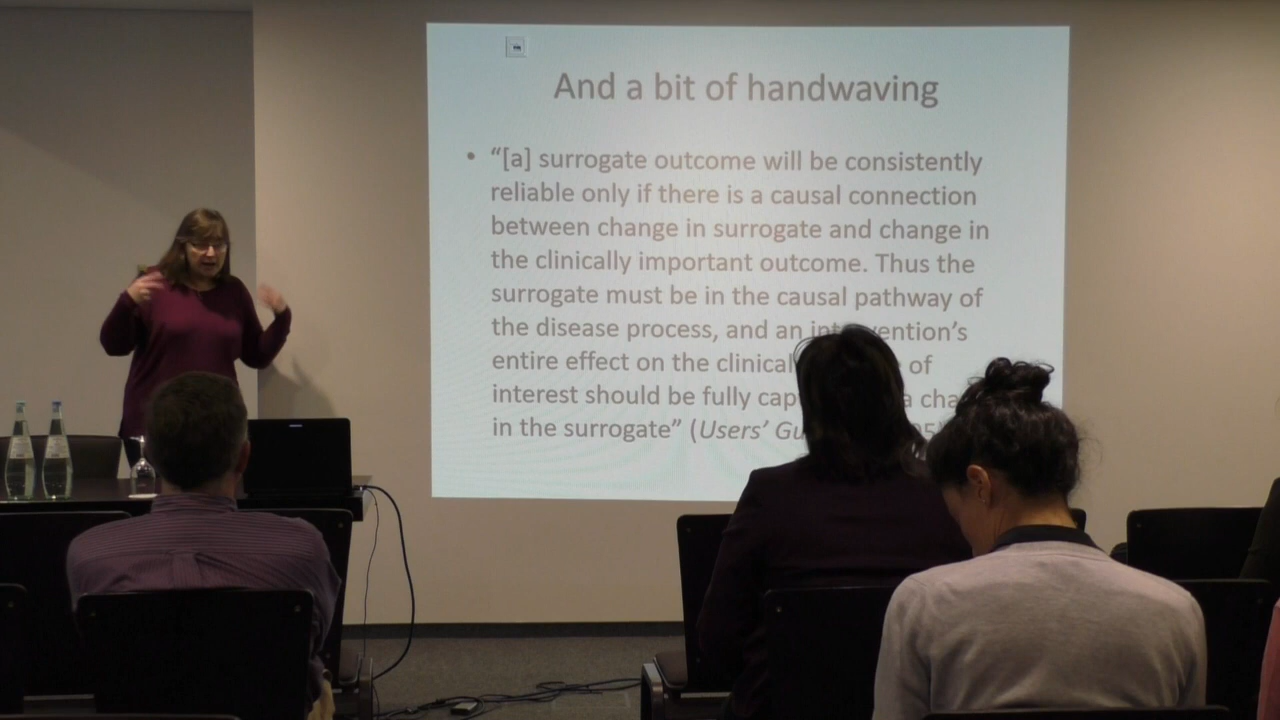 And a bit of handwaving
• “[a] surrogate outcome will be consistently
reliable only if there is a causal connection
between change in surrogate and change in
the clinically important outcome. Thus the
surrogate must be in the causal pathway of
the disease process, and an
entire effect on the clinical of
interest should be fully a
in the surrogate” (Users’